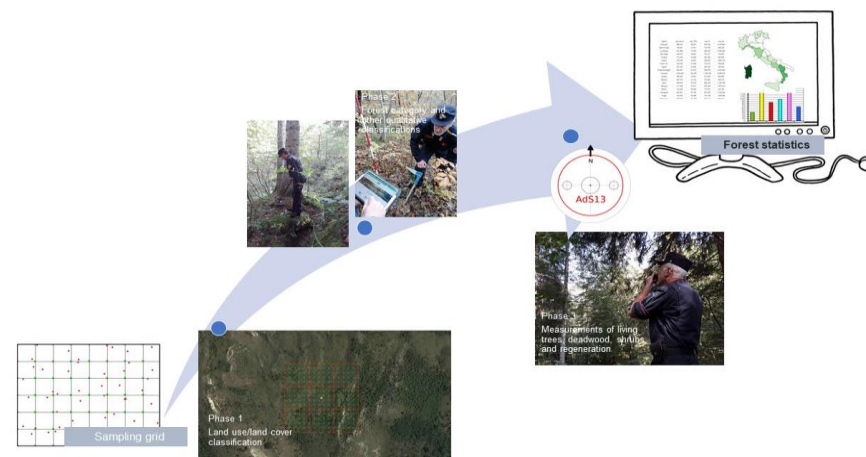 Sampling grid
Phase 1
Land use/land cover
classification
Phase 2
Forest category and
other qualitative
classifications
N
AdS13
Phase
Measurements of living
trees, deadwood, shrubs
and regeneration
Forest statistics